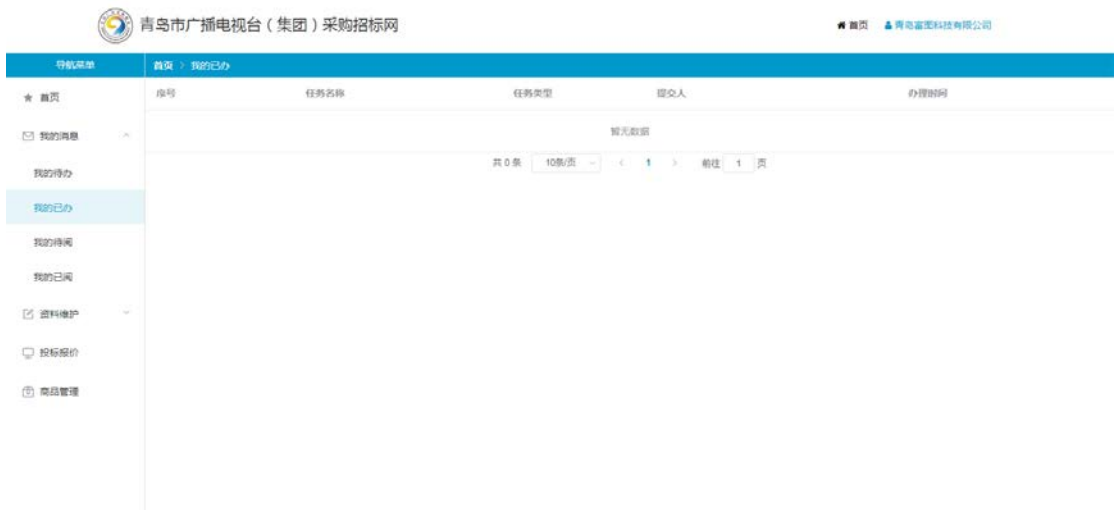 青岛市广播电视台（集团）采购招标网
首页 青岛富图科技有限公司
导航菜单
首页 > 我的已办
首页
序号 任务名称 任务类型 提交人 办理时间
我的消息
暂无数据
共 0 条 10条/页 < 1 > 前往 1 页
我的待办
我的已办
我的待阅
我的已阅
资料维护
投标报价
商品管理